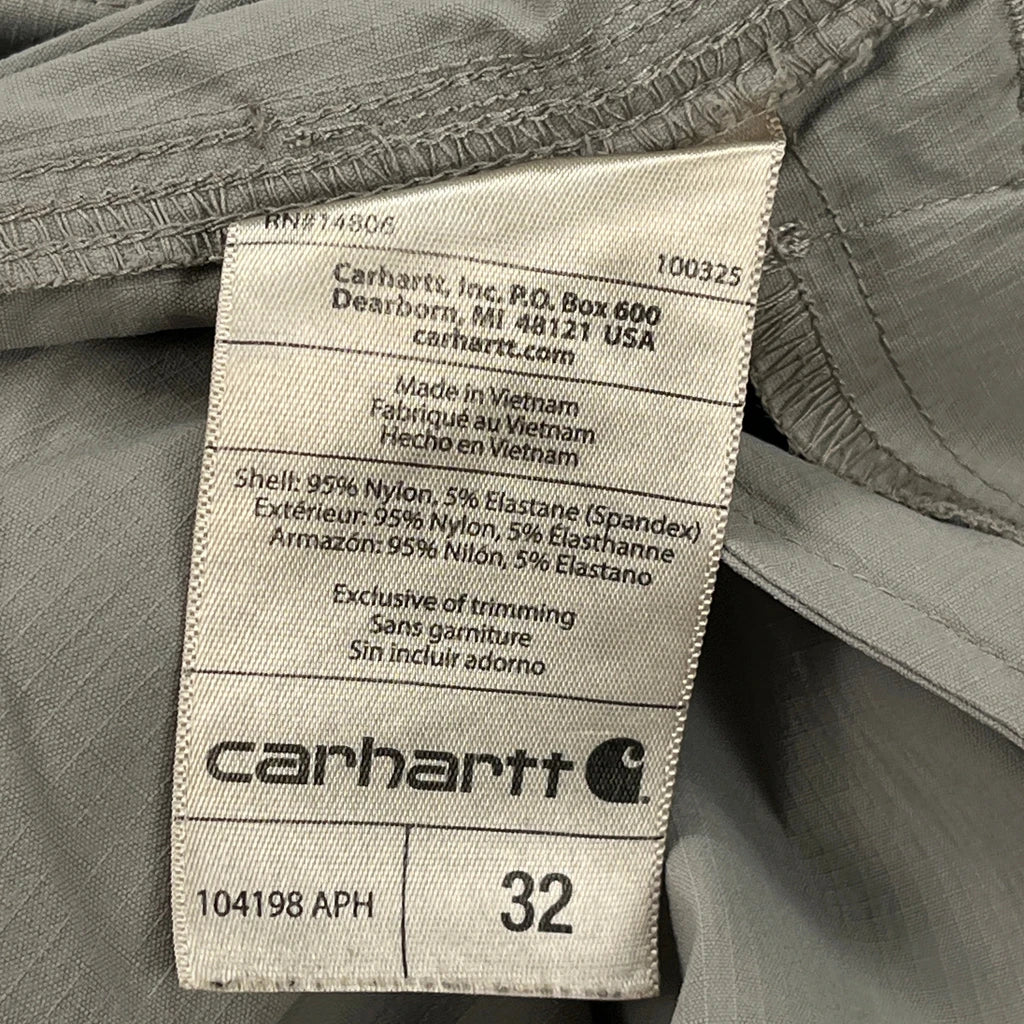 RN#14806
100325
Carhartt, Inc. P.O. Box 600
Dearborn, MI 48121 USA
carhartt.com
Made in Vietnam
Fabriqué au Vietnam
Hecho en Vietnam
Shell: 95% Nylon, 5% Elastane (Spandex)
Extérieur: 95% Nylon, 5% Élasthanne
Armazón: 95% Nilón, 5% Elastano
Exclusive of trimming
Sans garniture
Sin incluir adorno
carhartt
104198 APH
32